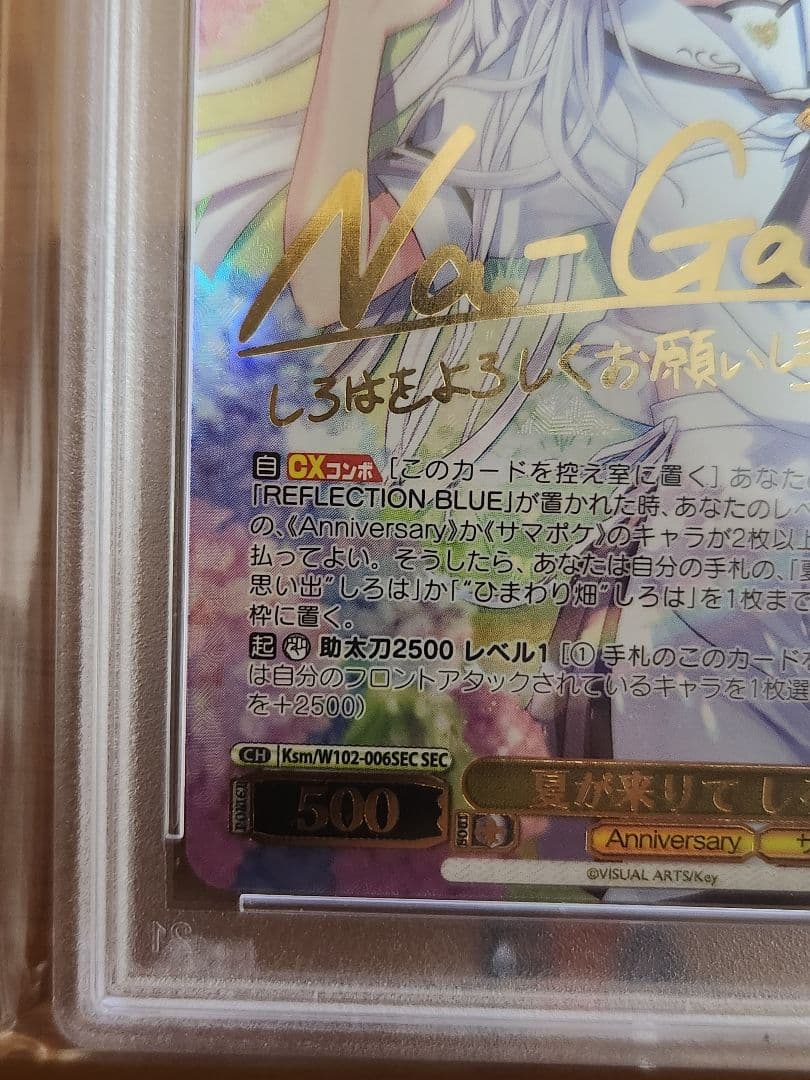 Na-Ga
しろはをよろしくお願いしま
自 CXコンボ [このカードを控え室に置く] あなたの
「REFLECTION BLUE」が置かれた時、あなたのレベ
の、《Anniversary》か《サマポケ》のキャラが2枚以上
払ってよい。そうしたら、あなたは自分の手札の、「夏
思い出“しろは」か「“ひまわり畑”しろは」を1枚まで
枠に置く。
起 助太刀2500 レベル1 [① 手札のこのカードを
は自分のフロントアタックされているキャラを1枚選
を+2500)
CH Ksm/W102-006SEC SEC
POWER 500 SOUL 夏が来りて し
Anniversary サ
©VISUAL ARTS/Key